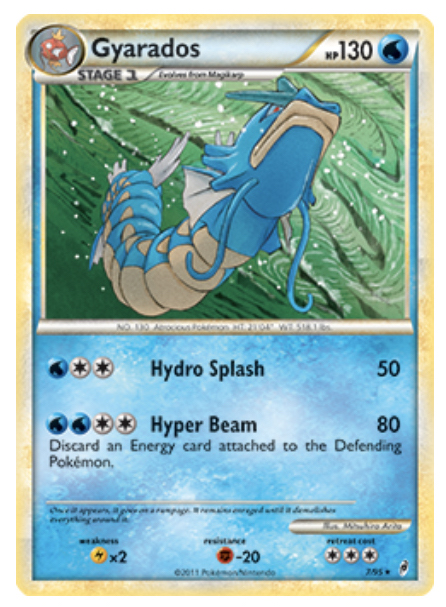 Gyarados HP130
STAGE 1 Evolves from Magikarp
NO. 130 Atrocious Pokémon HT: 21'04" WT: 518.1 lbs.
Hydro Splash 50
Hyper Beam 80
Discard an Energy card attached to the Defending
Pokémon.
Once it appears, it goes on a rampage. It remains enraged until it demolishes
everything around it.
Illus. Mitsuhiro Arita
weakness resistance retreat cost
×2 -20
©2011 Pokémon/Nintendo 7/95 ★